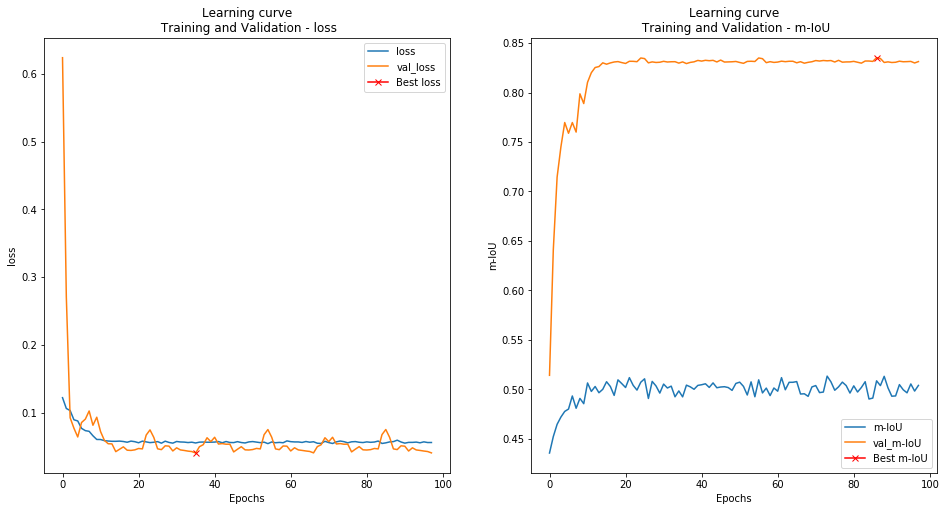 Learning curve
Training and Validation - loss
loss
val_loss
Best loss
0.6
0.5
0.4
0.3
0.2
0.1
loss
0
20
40
60
80
100
Epochs
Learning curve
Training and Validation - m-IoU
0.85
0.80
0.75
0.70
0.65
0.60
0.55
0.50
0.45
m-IoU
m-IoU
val_m-IoU
Best m-IoU
0
20
40
60
80
100
Epochs